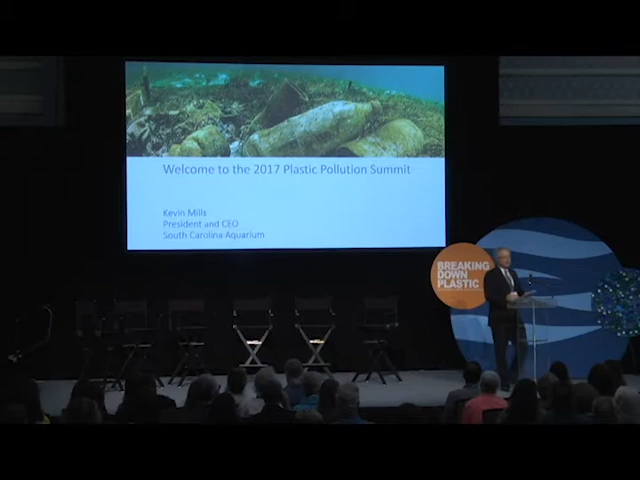 Welcome to the 2017 Plastic Pollution Summit
Kevin Mills
President and CEO
South Carolina Aquarium
BREAKING
DOWN
PLASTIC